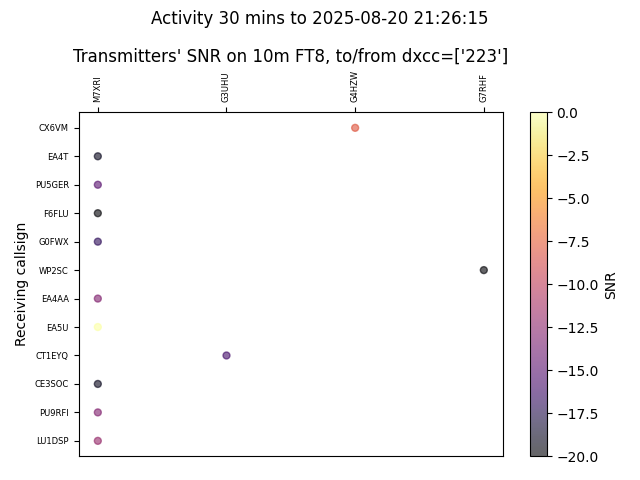 Activity 30 mins to 2025-08-20 21:26:15
Transmitters' SNR on 10m FT8, to/from dxcc=['223']
M7XRI
G3UHU
G4HZW
G7RHF
CX6VM
EA4T
PU5GER
F6FLU
G0FWX
WP2SC
EA4AA
EA5U
CT1EYQ
CE3SOC
PU9RFI
LU1DSP
Receiving callsign
0.0
−2.5
−5.0
−7.5
−10.0
−12.5
−15.0
−17.5
−20.0
SNR